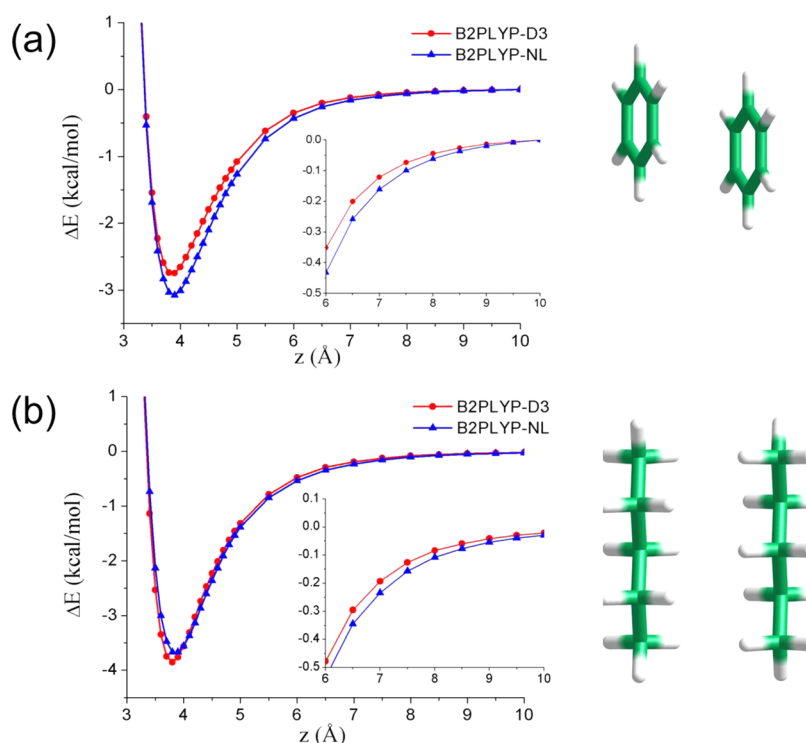 (a)
B2PLYP-D3
B2PLYP-NL
1
0
-1
-2
-3
ΔE (kcal/mol)
0.0
-0.1
-0.2
-0.3
-0.4
-0.5
6 7 8 9 10
3 4 5 6 7 8 9 10
z (Å)
(b)
B2PLYP-D3
B2PLYP-NL
1
0
-1
-2
-3
-4
ΔE (kcal/mol)
0.1
0.0
-0.1
-0.2
-0.3
-0.4
-0.5
6 7 8 9 10
3 4 5 6 7 8 9 10
z (Å)